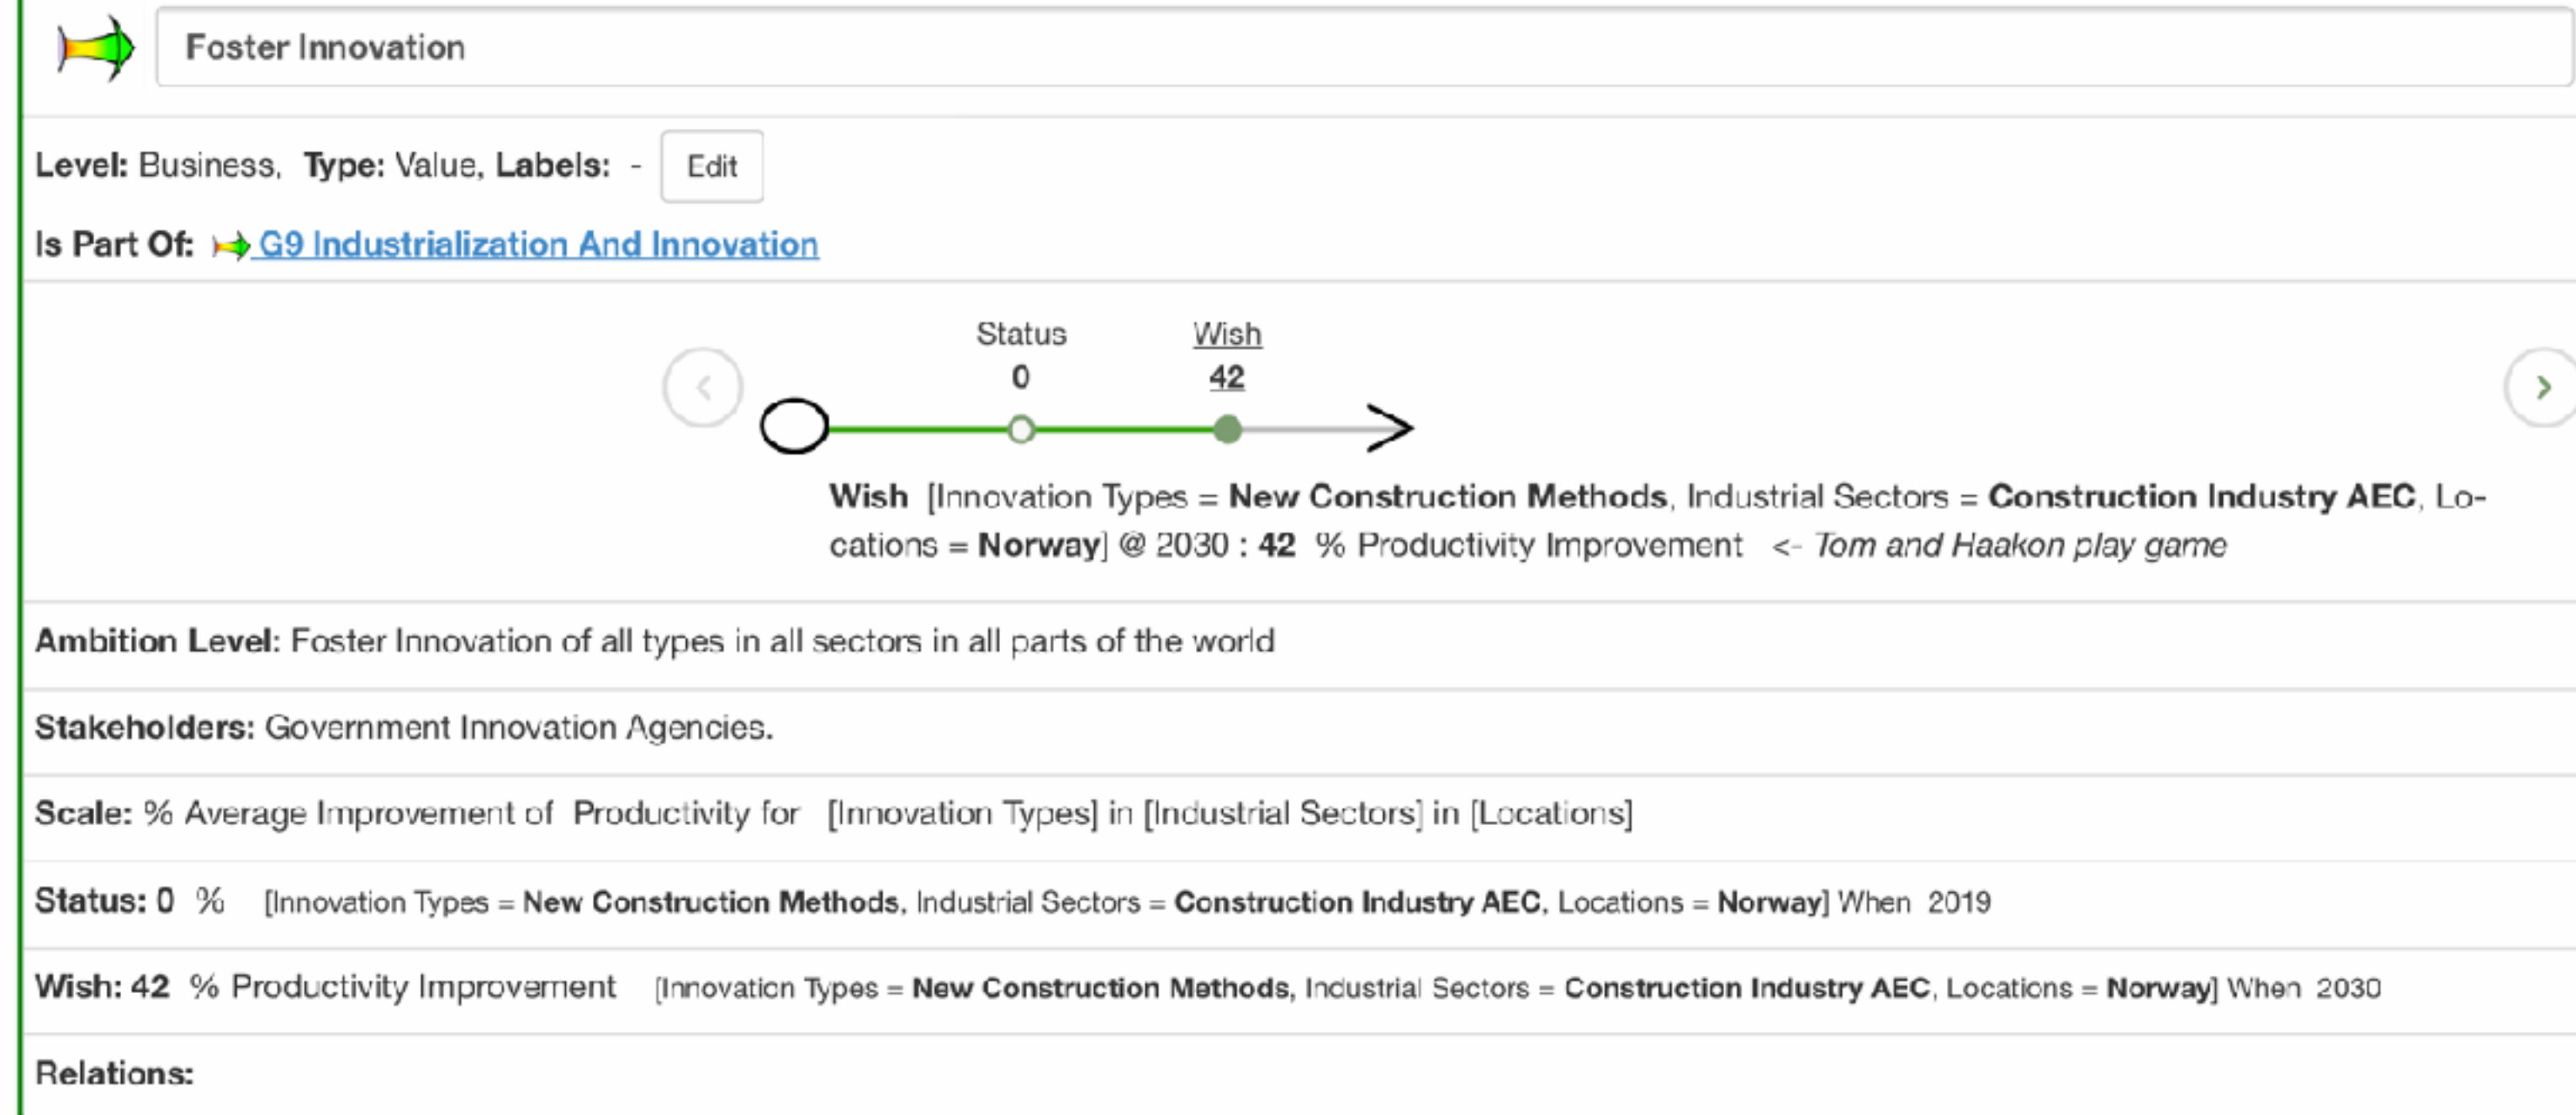 Foster Innovation
Level: Business, Type: Value, Labels: - Edit
Is Part Of: G9 Industrialization And Innovation
Status Wish
0 42
Wish [Innovation Types = New Construction Methods, Industrial Sectors = Construction Industry AEC, Lo-
cations = Norway] @ 2030 : 42 % Productivity Improvement <- Tom and Haakon play game
Ambition Level: Foster Innovation of all types in all sectors in all parts of the world
Stakeholders: Government Innovation Agencies.
Scale: % Average Improvement of Productivity for [Innovation Types] in [Industrial Sectors] in [Locations]
Status: 0 % [Innovation Types = New Construction Methods, Industrial Sectors = Construction Industry AEC, Locations = Norway] When 2019
Wish: 42 % Productivity Improvement [Innovation Types = New Construction Methods, Industrial Sectors = Construction Industry AEC, Locations = Norway] When 2030
Relations: